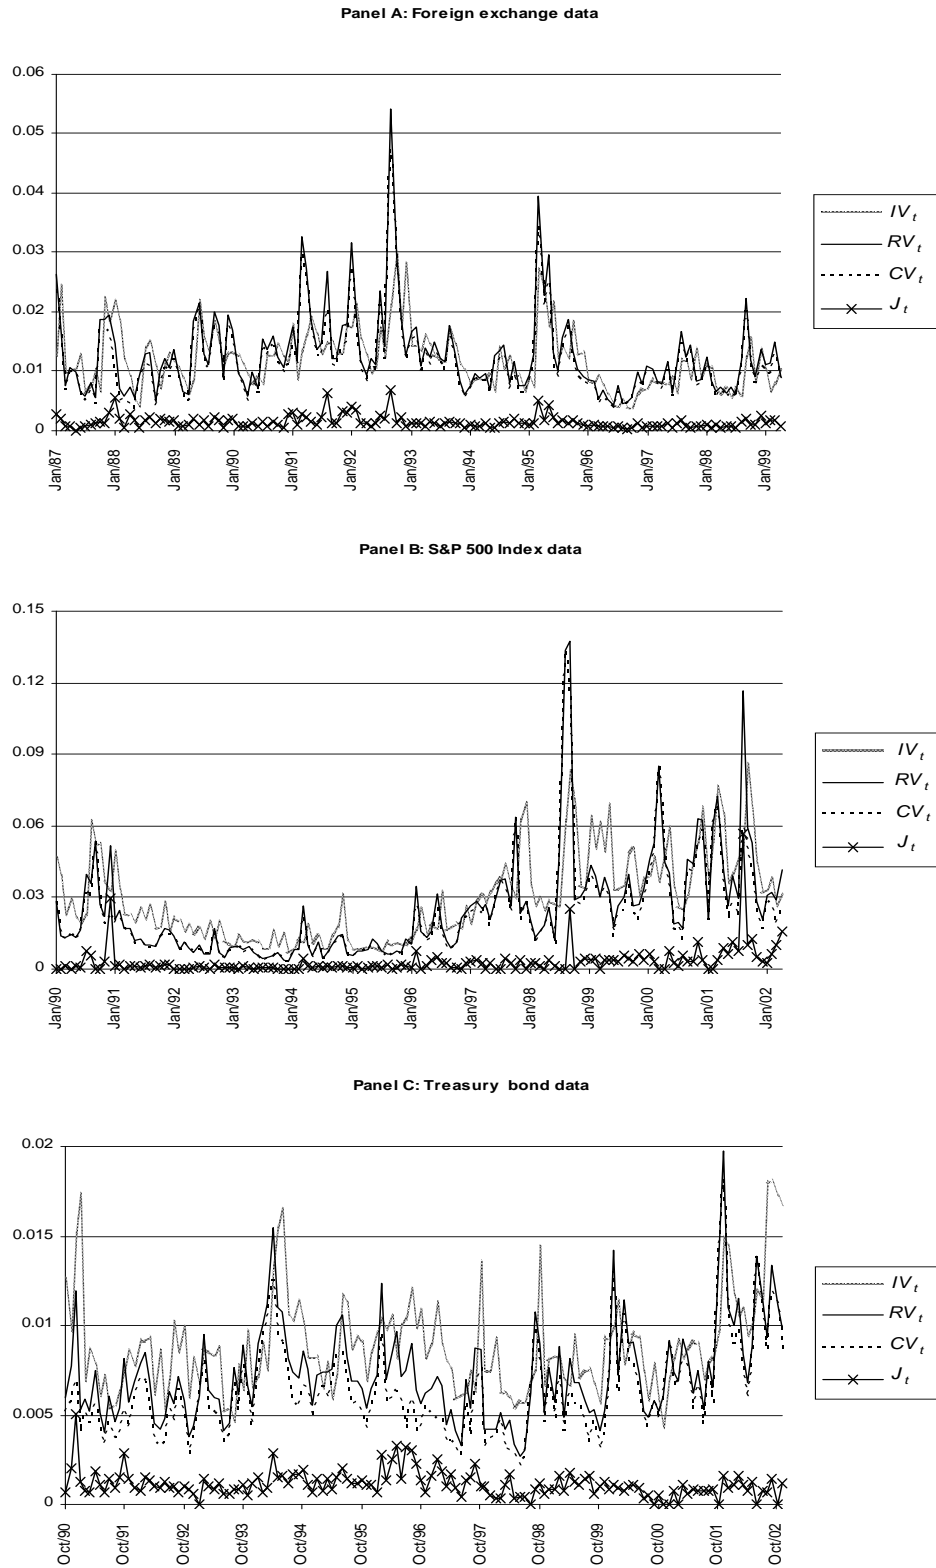 Panel A: Foreign exchange data
0.06
0.05
0.04
0.03
0.02
0.01
0
Jan/87
Jan/88
Jan/89
Jan/90
Jan/91
Jan/92
Jan/93
Jan/94
Jan/95
Jan/96
Jan/97
Jan/98
Jan/99
IV t
RV t
CV t
J t
Panel B: S&P 500 Index data
0.15
0.12
0.09
0.06
0.03
0
Jan/90
Jan/91
Jan/92
Jan/93
Jan/94
Jan/95
Jan/96
Jan/97
Jan/98
Jan/99
Jan/00
Jan/01
Jan/02
IV t
RV t
CV t
J t
Panel C: Treasury bond data
0.02
0.015
0.01
0.005
0
Oct/90
Oct/91
Oct/92
Oct/93
Oct/94
Oct/95
Oct/96
Oct/97
Oct/98
Oct/99
Oct/00
Oct/01
Oct/02
IV t
RV t
CV t
J t